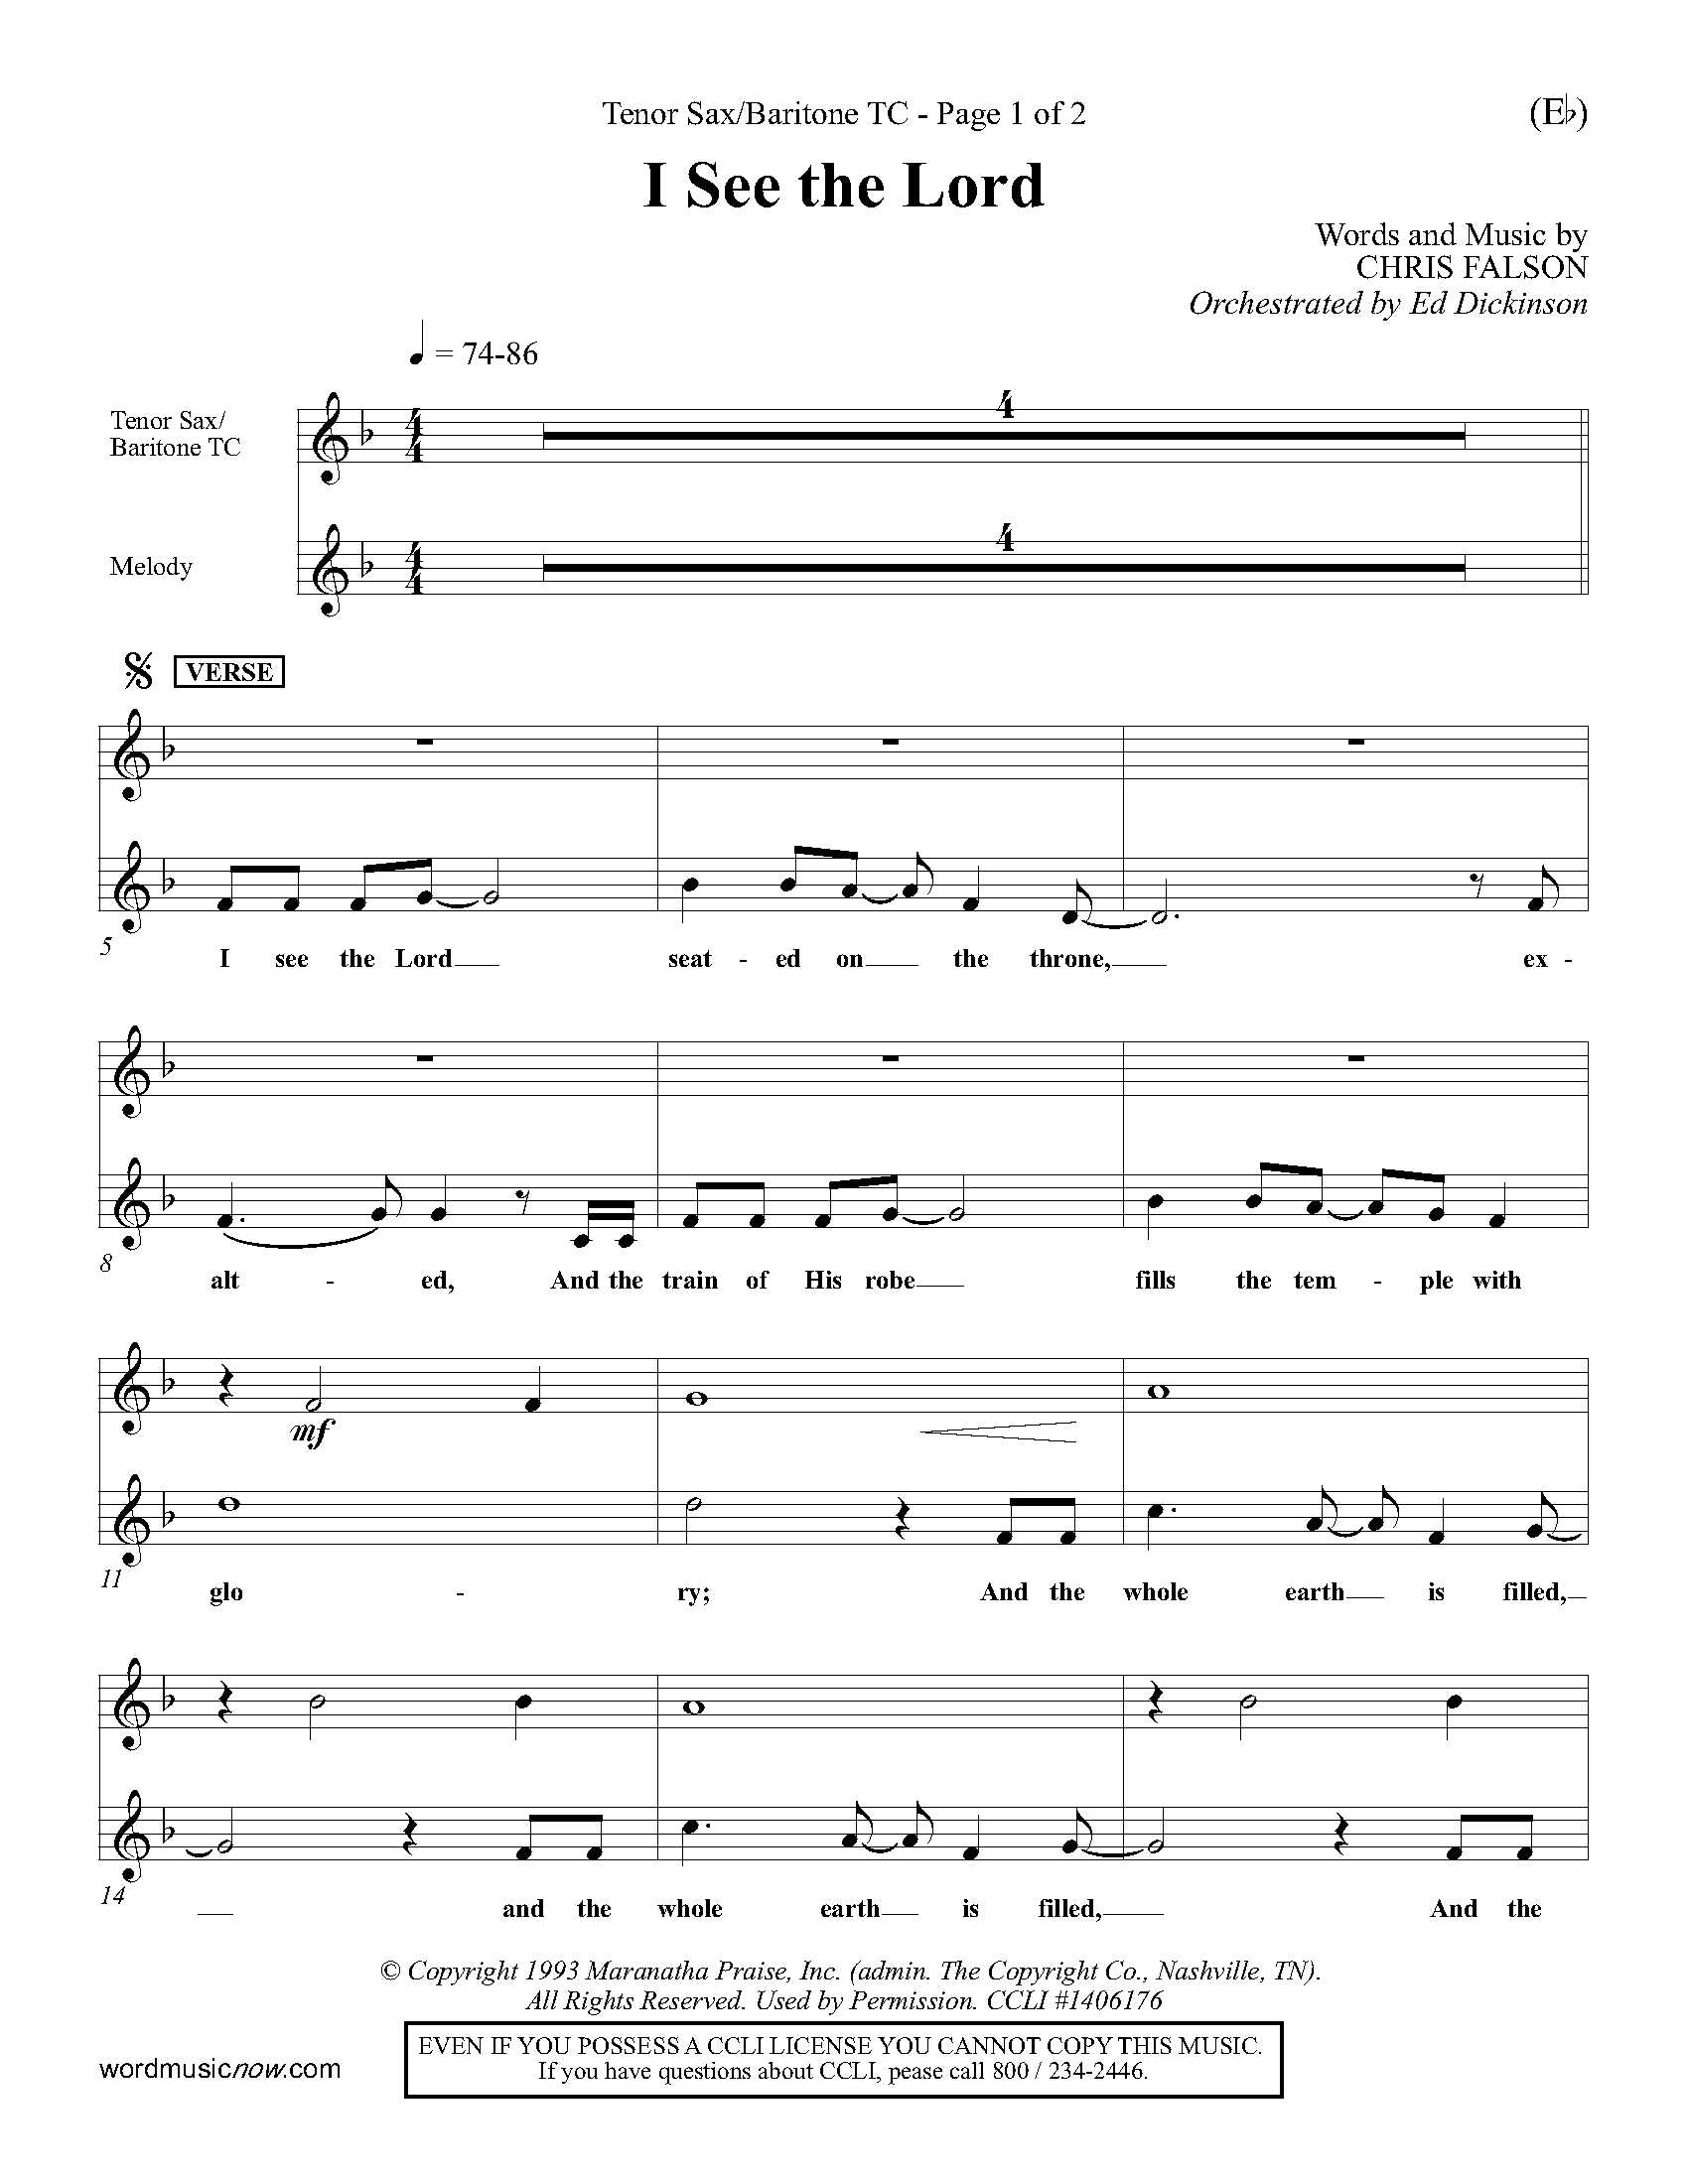 Tenor Sax/Baritone TC - Page 1 of 2
(E♭)
I See the Lord
Words and Music by
CHRIS FALSON
Orchestrated by Ed Dickinson
♩ = 74-86
Tenor Sax/
Baritone TC
4
4
4
Melody
4
4
4
VERSE
5
I see the Lord seat - ed on the throne, ex -
8
alt - ed, And the train of His robe fills the tem - ple with
mf
11
glo - ry; And the whole earth is filled,
14
and the whole earth is filled, And the
© Copyright 1993 Maranatha Praise, Inc. (admin. The Copyright Co., Nashville, TN).
All Rights Reserved. Used by Permission. CCLI #1406176
EVEN IF YOU POSSESS A CCLI LICENSE YOU CANNOT COPY THIS MUSIC.
If you have questions about CCLI, pease call 800 / 234-2446.
wordmusicnow.com